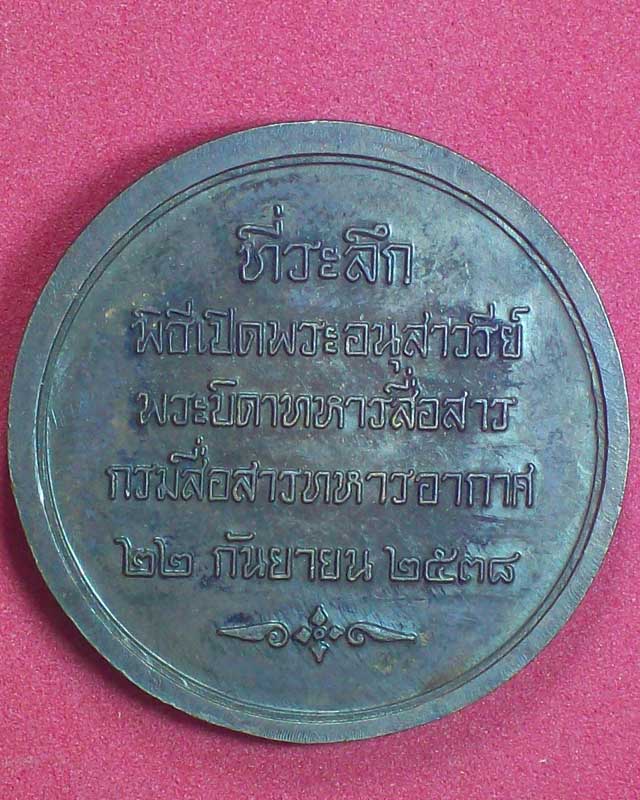 ที่ระลึก
พิธีเปิดพระอนุสาวรีย์
พระบิดาทหารสื่อสาร
กรมสื่อสารทหารอากาศ
๒๒ กันยายน ๒๕๓๘